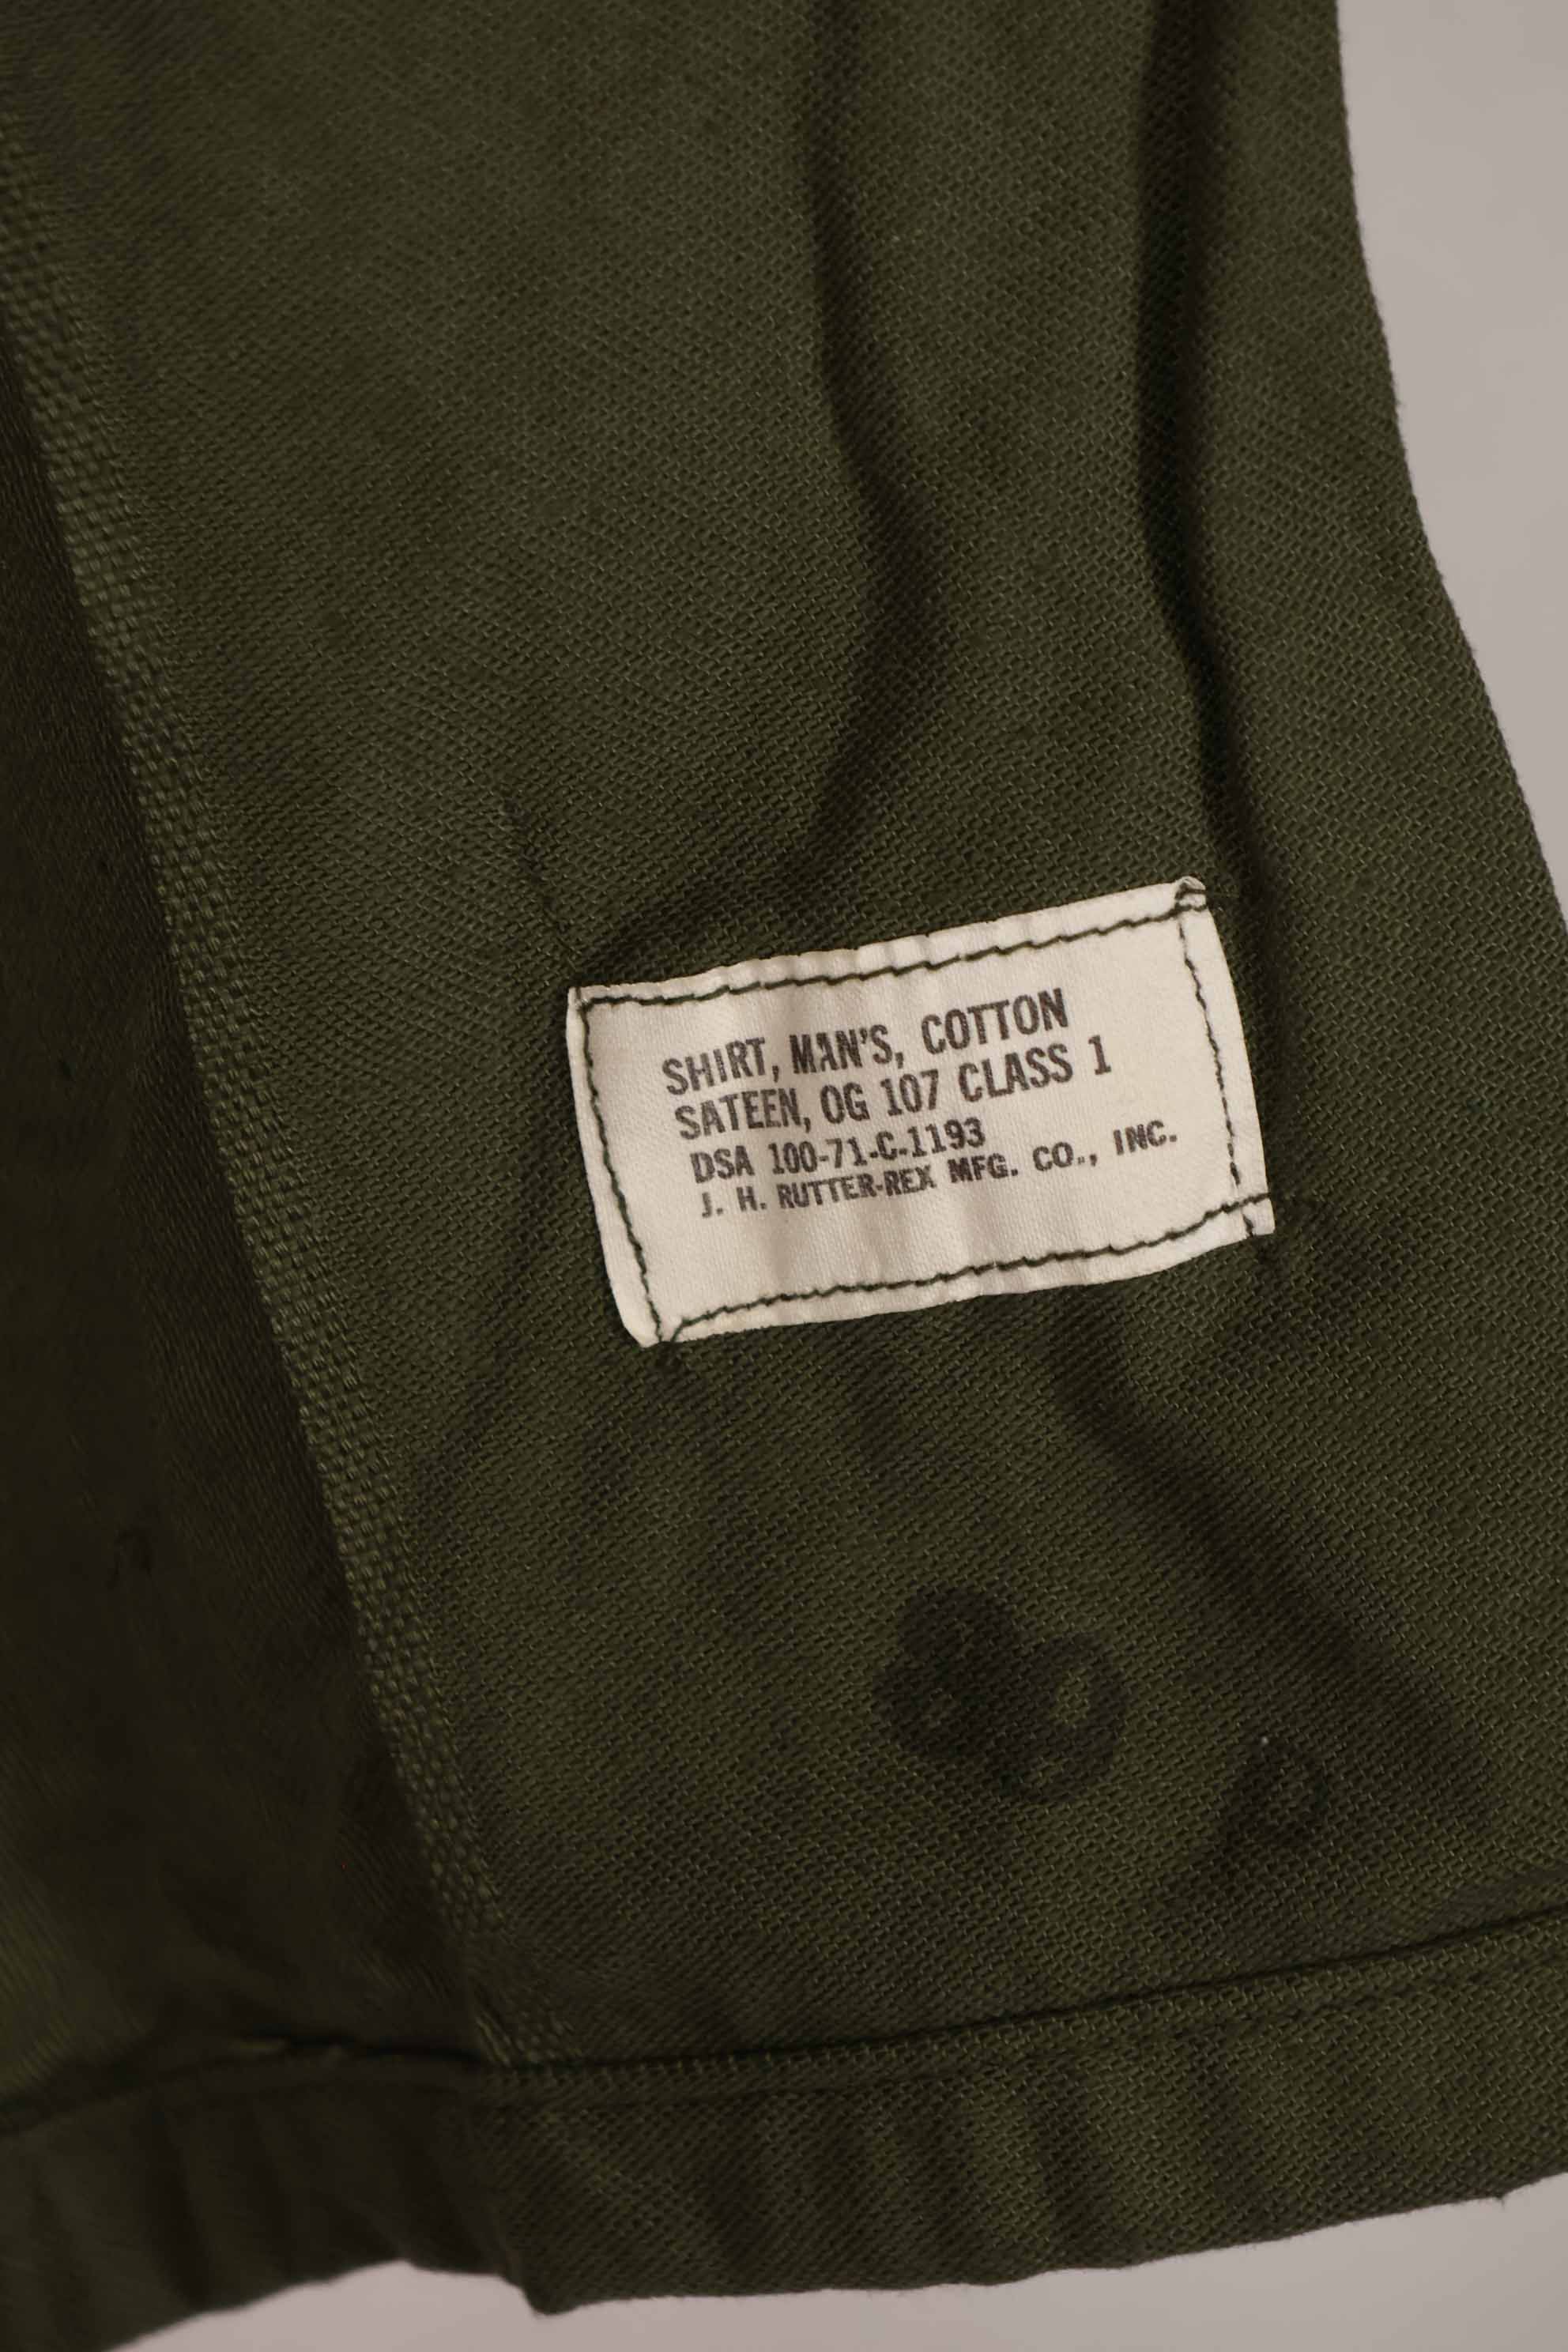 SHIRT, MAN'S, COTTON
SATEEN, OG 107 CLASS 1
DSA 100-71-C-1193
J. H. RUTTER-REX MFG. CO., INC.